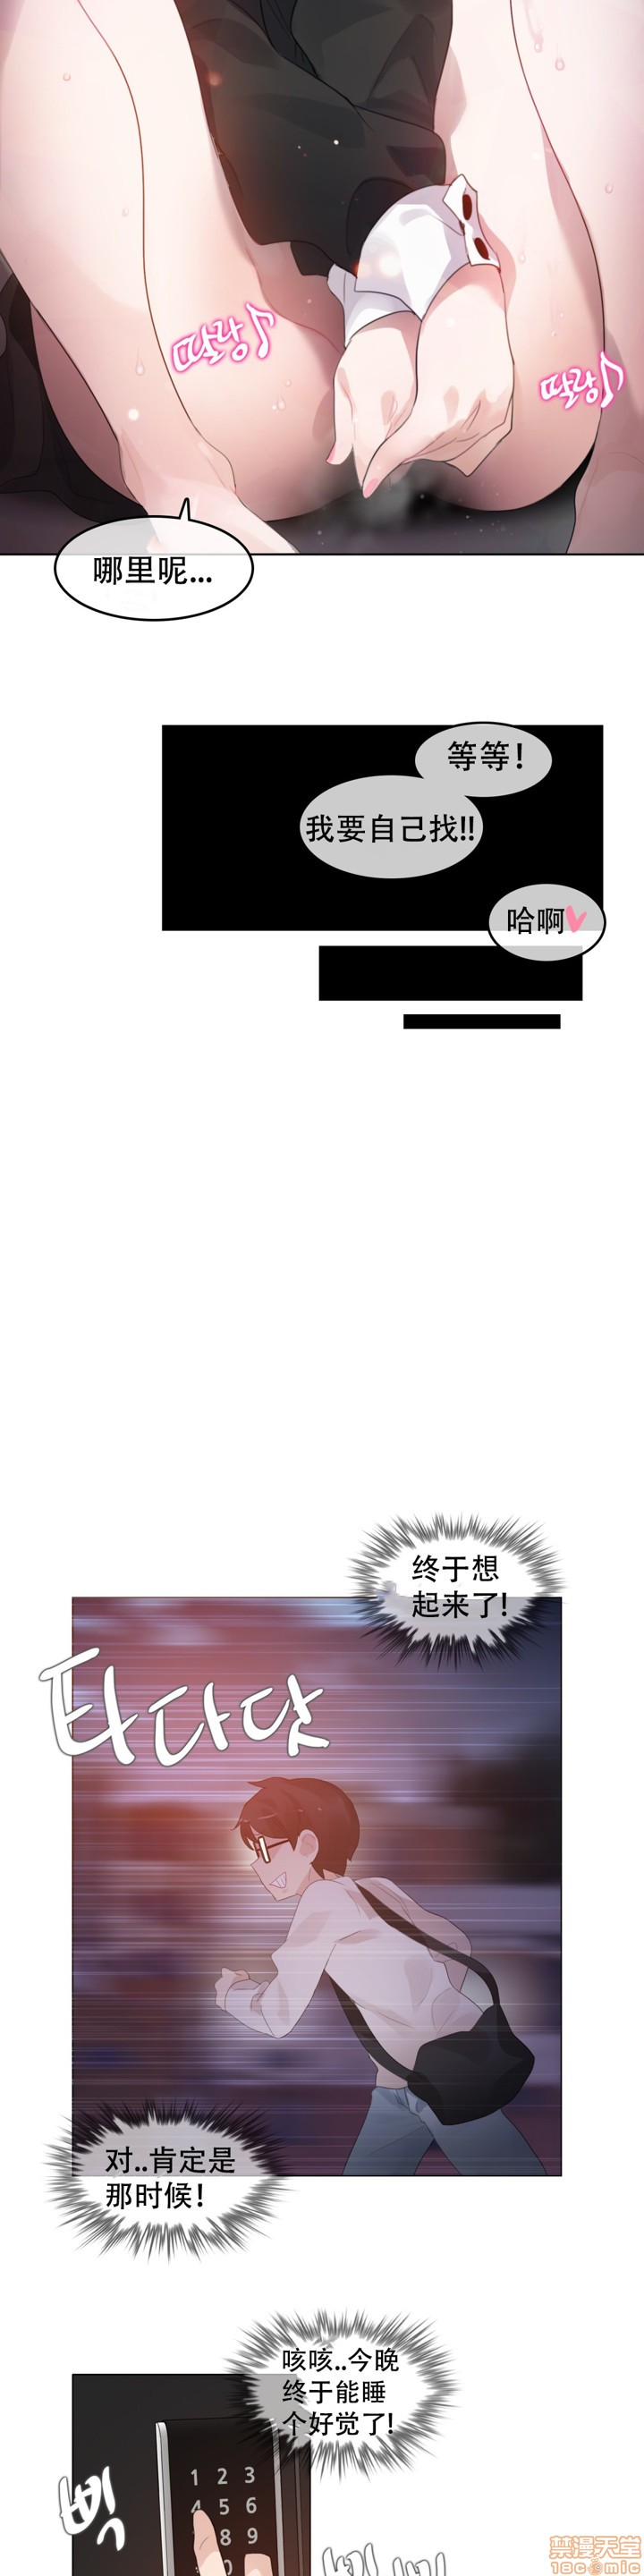 딸랑♪
딸랑♪
哪里呢...
等等！
我要自己找!!
哈啊
终于想
起来了!
타다닷
对..肯定是
那时候！
咳咳..今晚
终于能睡
个好觉了!
1 2 3
4 5 6
8 9
0
삑
禁漫天堂
18comic